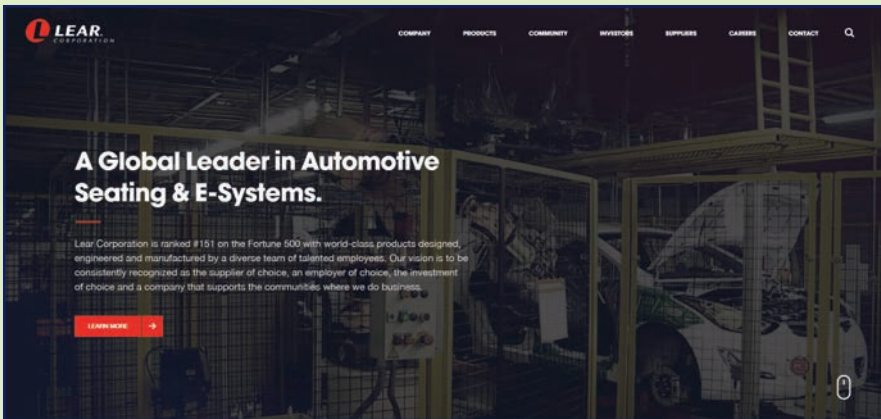 LEAR.
CORPORATION
COMPANY PRODUCTS COMMUNITY INVESTORS SUPPLIERS CAREERS CONTACT
A Global Leader in Automotive
Seating & E-Systems.
Lear Corporation is ranked #151 on the Fortune 500 with world-class products designed,
engineered and manufactured by a diverse team of talented employees. Our vision is to be
consistently recognized as the supplier of choice, an employer of choice, the investment
of choice and a company that supports the communities where we do business.
LEARN MORE